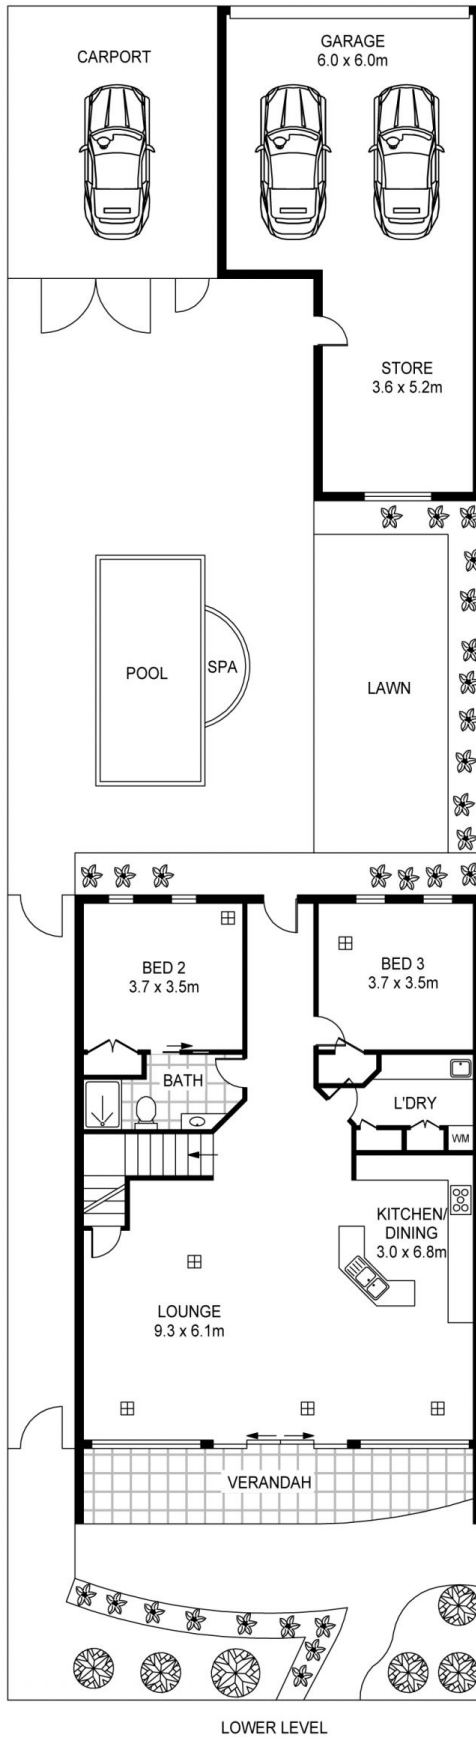 CARPORT
GARAGE
6.0 x 6.0m
STORE
3.6 x 5.2m
POOL
SPA
LAWN
BED 2
3.7 x 3.5m
BED 3
3.7 x 3.5m
BATH
L'DRY
WM
KITCHEN/
DINING
3.0 x 6.8m
LOUNGE
9.3 x 6.1m
VERANDAH
LOWER LEVEL